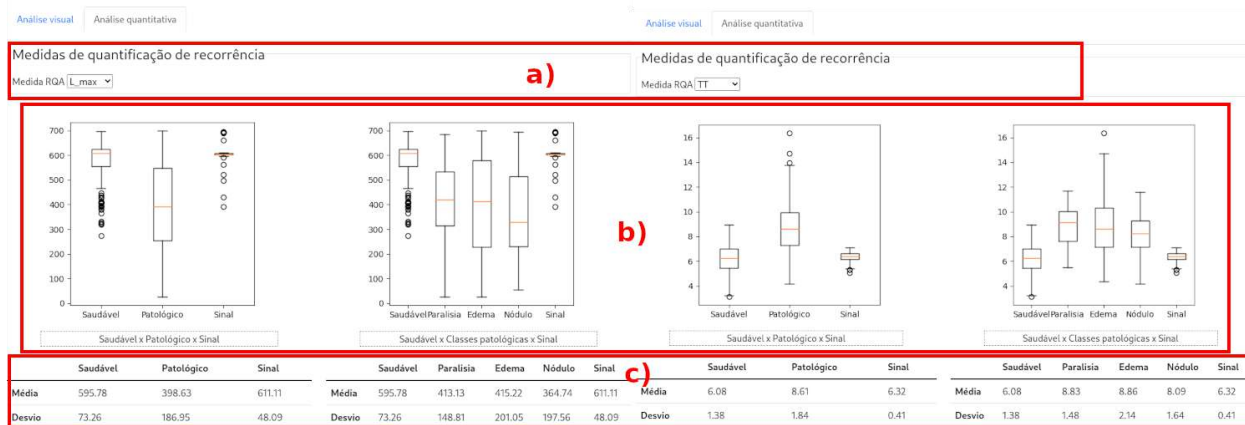 Análise visual Análise quantitativa
Medidas de quantificação de recorrência
Medida RQA L_max
a)
Análise visual Análise quantitativa
Medidas de quantificação de recorrência
Medida RQA TT
b)
700
600
500
400
300
200
100
0
Saudável Patológico Sinal
Saudável x Patológico x Sinal
700
600
500
400
300
200
100
0
Saudável Paralisia Edema Nódulo Sinal
Saudável x Classes patológicas x Sinal
16
14
12
10
8
6
4
Saudável Patológico Sinal
Saudável x Patológico x Sinal
16
14
12
10
8
6
4
Saudável Paralisia Edema Nódulo Sinal
Saudável x Classes patológicas x Sinal
c)
Saudável Patológico Sinal
Média 595.78 398.63 611.11
Desvio 73.26 186.95 48.09
Saudável Paralisia Edema Nódulo Sinal
Média 595.78 413.13 415.22 364.74 611.11
Desvio 73.26 148.81 201.05 197.56 48.09
Saudável Patológico Sinal
Média 6.08 8.61 6.32
Desvio 1.38 1.84 0.41
Saudável Paralisia Edema Nódulo Sinal
Média 6.08 8.83 8.86 8.09 6.32
Desvio 1.38 1.48 2.14 1.64 0.41